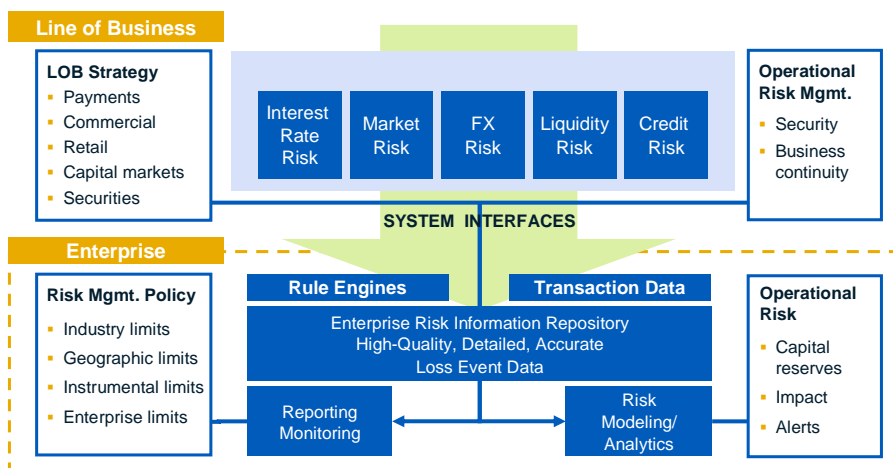 Line of Business
LOB Strategy
Payments
Commercial
Retail
Capital markets
Securities
Interest
Rate
Risk
Market
Risk
FX
Risk
Liquidity
Risk
Credit
Risk
Operational
Risk Mgmt.
Security
Business
continuity
SYSTEM INTERFACES
Enterprise
Risk Mgmt. Policy
Industry limits
Geographic limits
Instrumental limits
Enterprise limits
Rule Engines
Transaction Data
Enterprise Risk Information Repository
High-Quality, Detailed, Accurate
Loss Event Data
Reporting
Monitoring
Risk
Modeling/
Analytics
Operational
Risk
Capital
reserves
Impact
Alerts